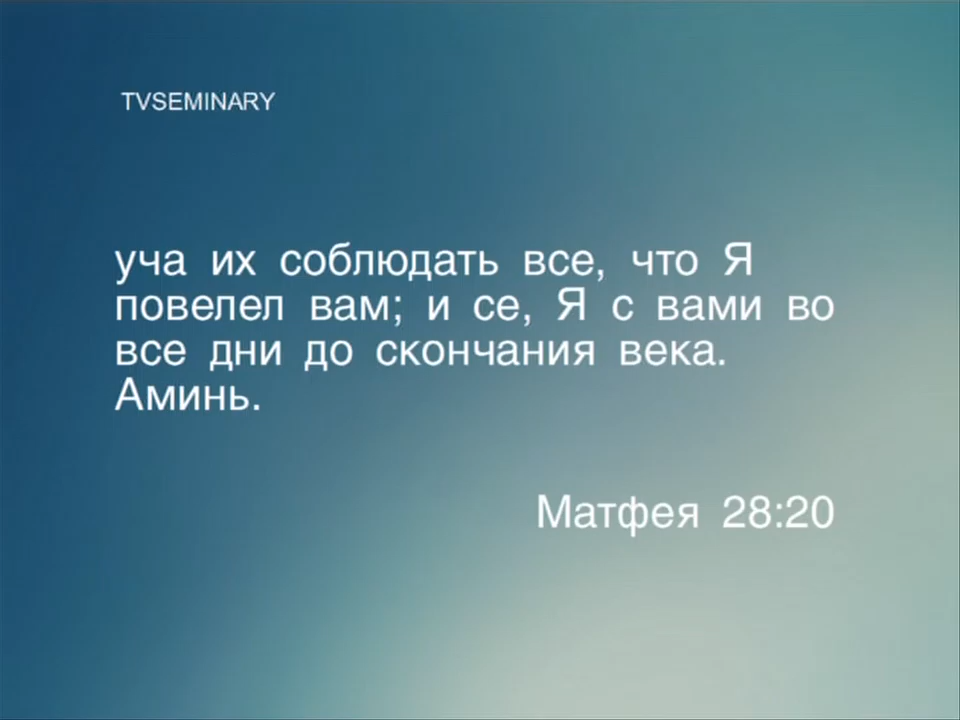 TVSEMINARY
уча их соблюдать все, что Я
повелел вам; и се, Я с вами во
все дни до скончания века.
Аминь.
Матфея 28:20